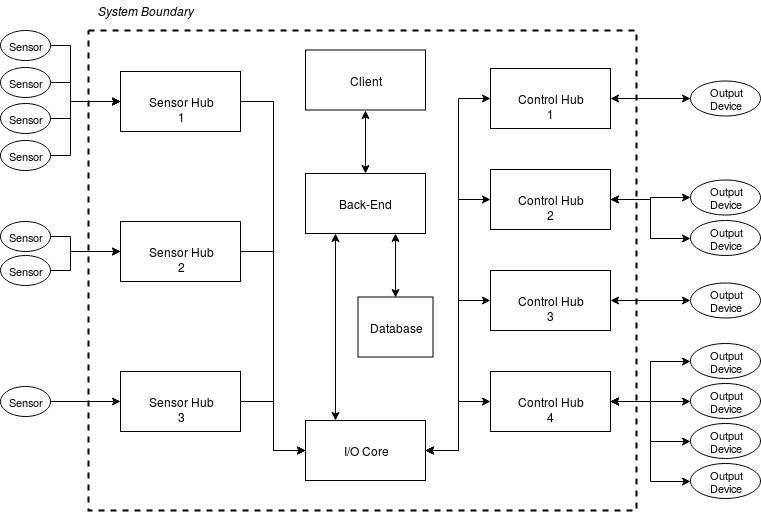 System Boundary
Sensor
Sensor
Sensor
Sensor
Sensor Hub
1
Client
Control Hub
1
Output
Device
Back-End
Control Hub
2
Output
Device
Output
Device
Sensor
Sensor
Sensor Hub
2
Database
Control Hub
3
Output
Device
Sensor
Sensor Hub
3
I/O Core
Control Hub
4
Output
Device
Output
Device
Output
Device
Output
Device